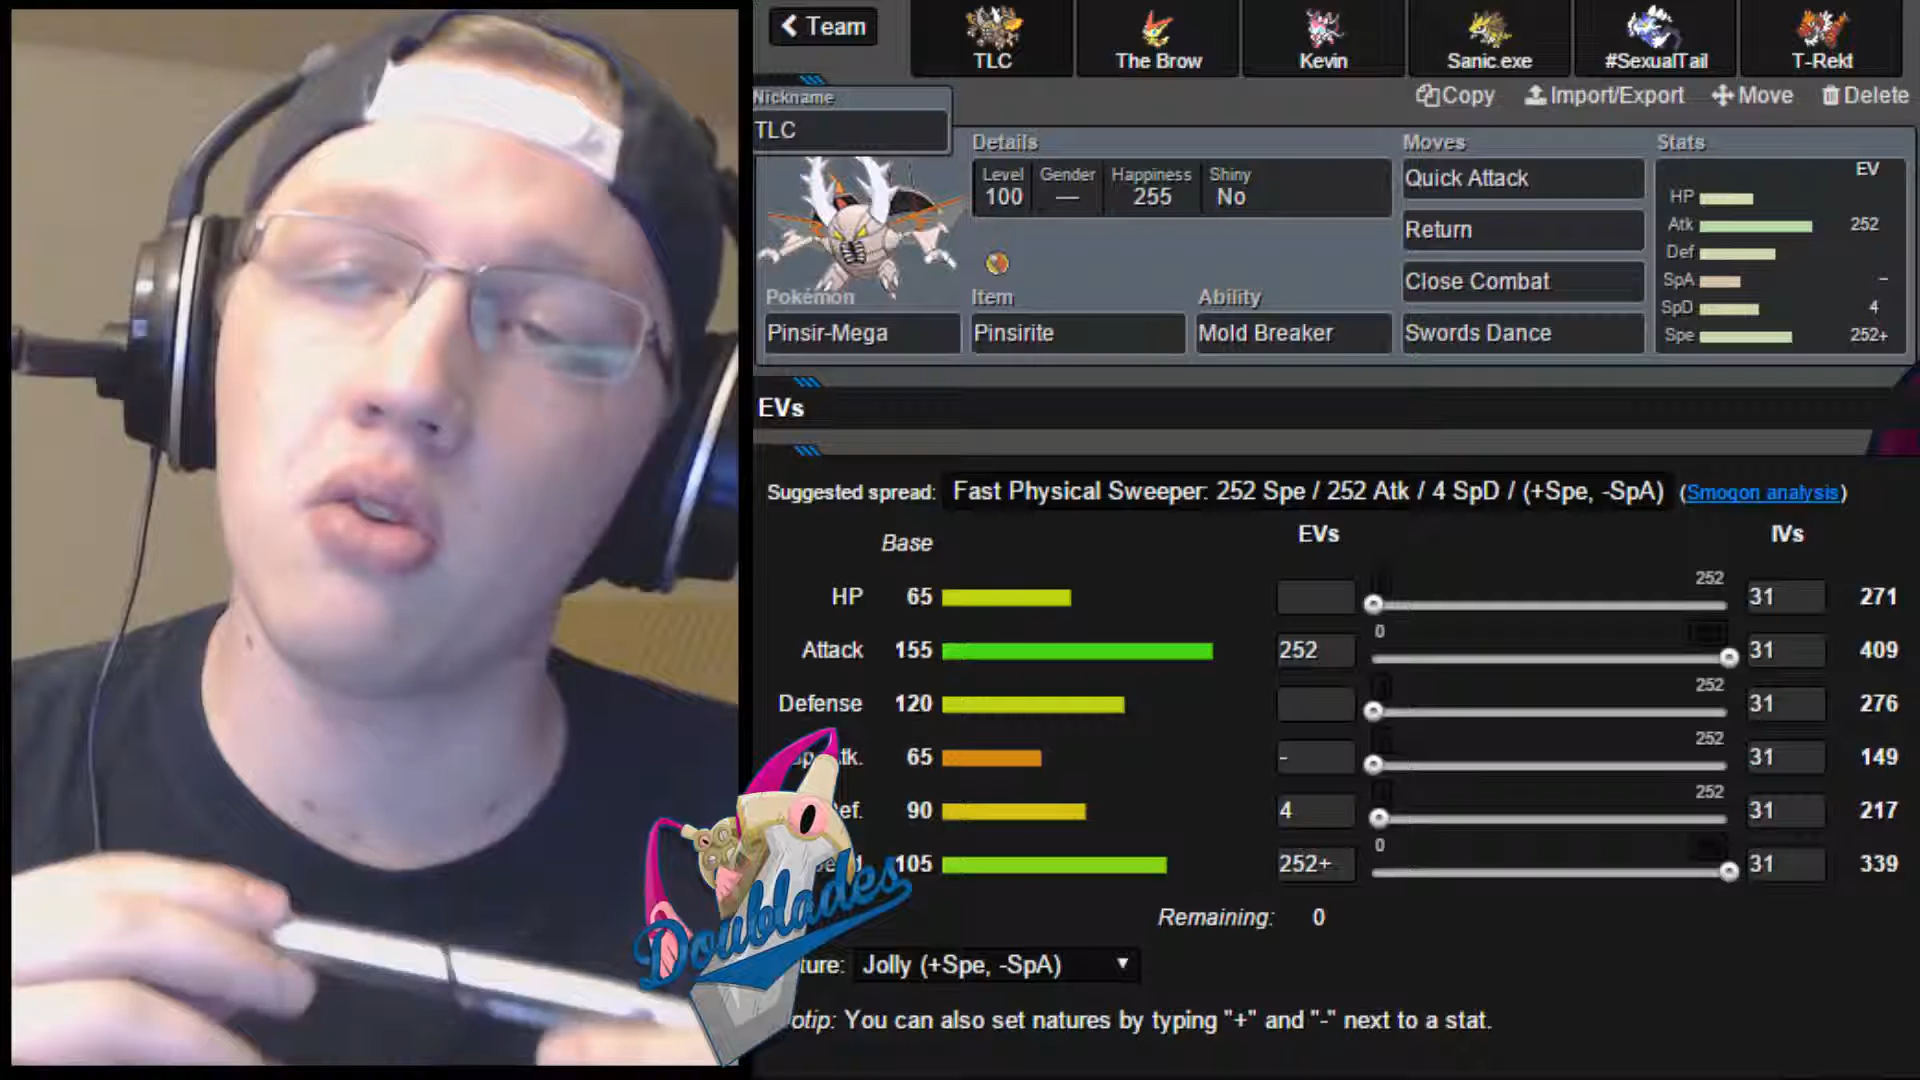 Team
TLC
The Brow
Kevin
Sanic.exe
#SexualTail
T-Rekt
Copy Import/Export Move Delete
Nickname
TLC
Details
Level Gender Happiness Shiny
100 — 255 No
Pokémon
Pinsir-Mega
Item
Pinsirite
Ability
Mold Breaker
Moves
Quick Attack
Return
Close Combat
Swords Dance
Stats
EV
HP
Atk 252
Def
SpA −
SpD 4
Spe 252+
EVs
Suggested spread: Fast Physical Sweeper: 252 Spe / 252 Atk / 4 SpD / (+Spe, -SpA) (Smogon analysis)
Base EVs IVs
HP 65 252 0 31 271
Attack 155 252 31 409
Defense 120 252 31 276
tk. 65 - 252 31 149
ef. 90 4 252 0 31 217
105 252+ 31 339
Remaining: 0
ture: Jolly (+Spe, -SpA)
otip: You can also set natures by typing "+" and "-" next to a stat.
Doublades